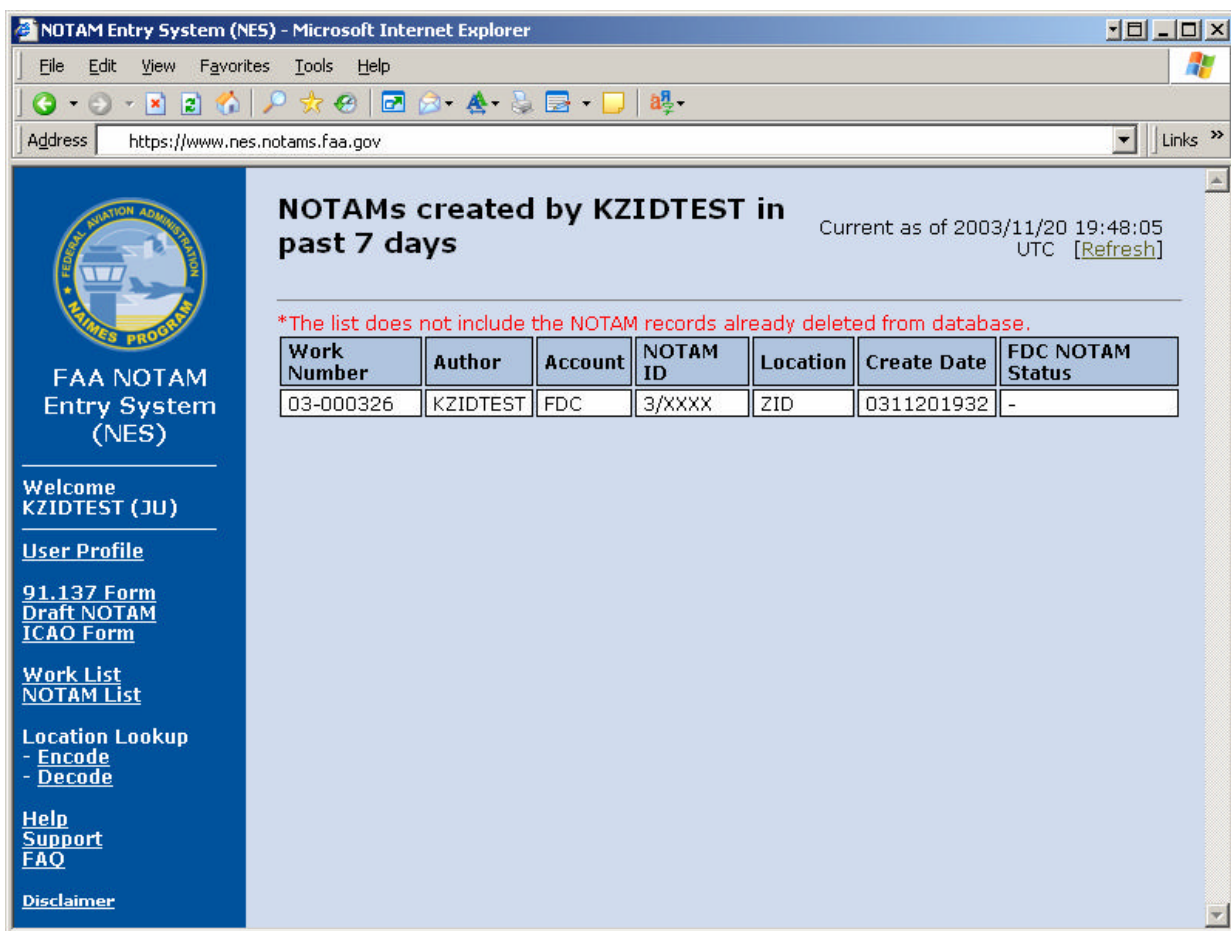 NOTAM Entry System (NES) - Microsoft Internet Explorer
File Edit View Favorites Tools Help
Address https://www.nes.notams.faa.gov Links »
FEDERAL AVIATION ADMINISTRATION
NAIMES PROGRAM
FAA NOTAM
Entry System
(NES)
Welcome
KZIDTEST (JU)
User Profile
91.137 Form
Draft NOTAM
ICAO Form
Work List
NOTAM List
Location Lookup
- Encode
- Decode
Help
Support
FAQ
Disclaimer
NOTAMs created by KZIDTEST in
past 7 days
Current as of 2003/11/20 19:48:05
UTC [Refresh]
*The list does not include the NOTAM records already deleted from database.
Work Number Author Account NOTAM ID Location Create Date FDC NOTAM Status
03-000326 KZIDTEST FDC 3/XXXX ZID 0311201932 -